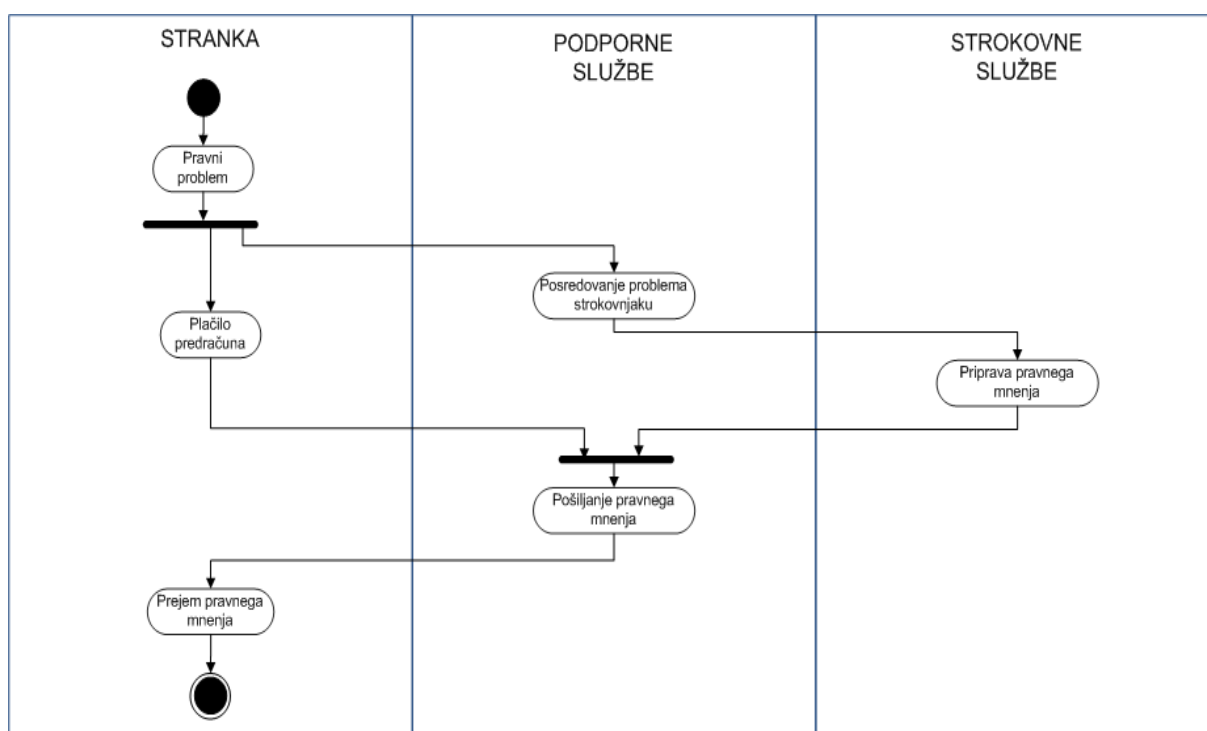 STRANKA
PODPORNE
SLUŽBE
STROKOVNE
SLUŽBE
Pravni
problem
Posredovanje problema
strokovnjaku
Plačilo
predračuna
Priprava pravnega
mnenja
Pošiljanje pravnega
mnenja
Prejem pravnega
mnenja